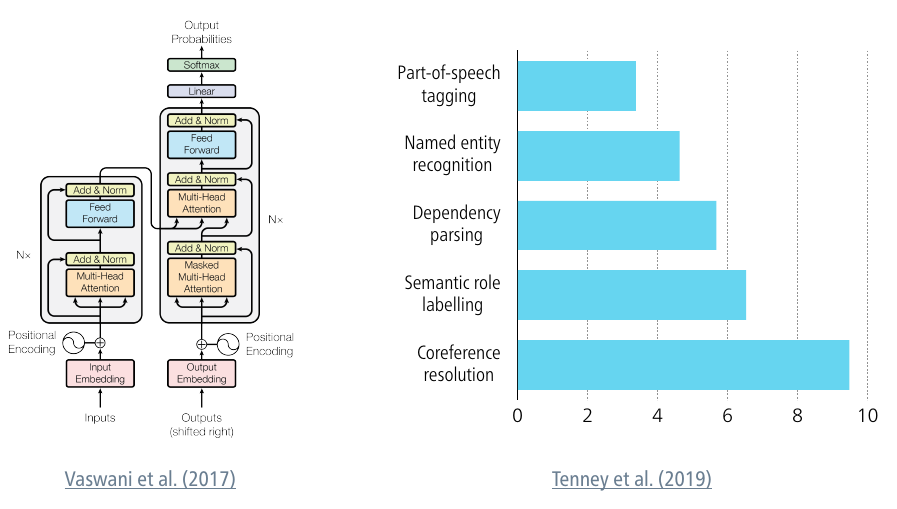 Output
Probabilities
Softmax
Linear
Add & Norm
Feed
Forward
Add & Norm
Multi-Head
Attention
Add & Norm
Masked
Multi-Head
Attention
N×
Positional
Encoding
Output
Embedding
Outputs
(shifted right)
Add & Norm
Feed
Forward
Add & Norm
Multi-Head
Attention
N×
Positional
Encoding
Input
Embedding
Inputs
Vaswani et al. (2017)
Part-of-speech
tagging
Named entity
recognition
Dependency
parsing
Semantic role
labelling
Coreference
resolution
0 2 4 6 8 10
Tenney et al. (2019)